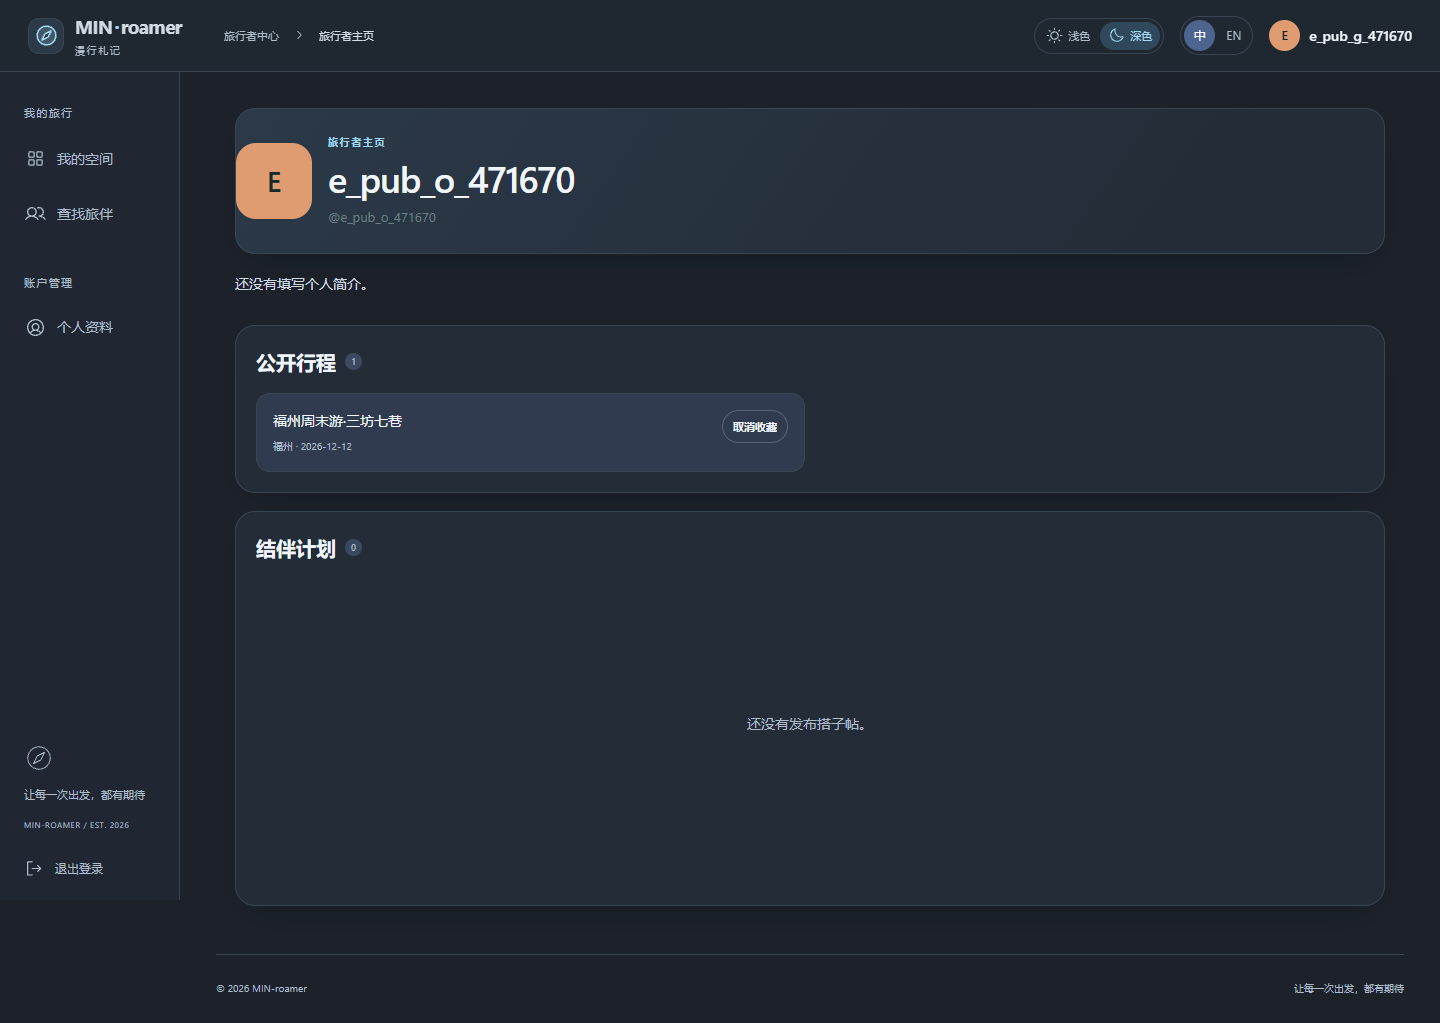 MIN·roamer
漫行札记
旅行者中心 > 旅行者主页
浅色 深色
中 EN
E e_pub_g_471670
我的旅行
我的空间
查找旅伴
账户管理
个人资料
让每一次出发，都有期待
MIN-ROAMER / EST. 2026
退出登录
旅行者主页
E
e_pub_o_471670
@e_pub_o_471670
还没有填写个人简介。
公开行程 1
福州周末游·三坊七巷
福州 · 2026-12-12
取消收藏
结伴计划 0
还没有发布搭子帖。
© 2026 MIN-roamer
让每一次出发，都有期待